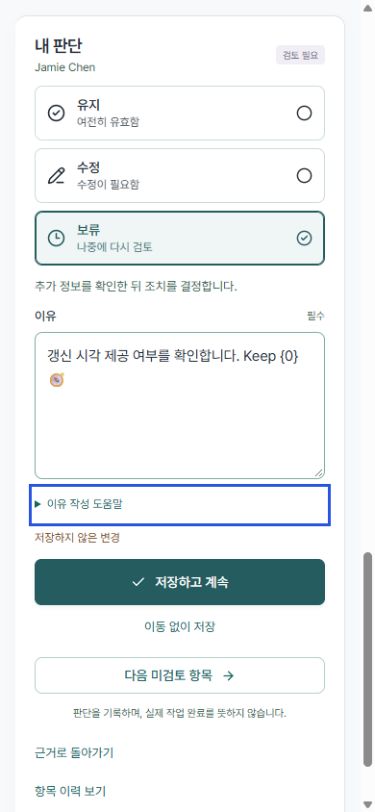 내 판단
검토 필요
Jamie Chen
유지
여전히 유효함
수정
수정이 필요함
보류
나중에 다시 검토
추가 정보를 확인한 뒤 조치를 결정합니다.
이유
필수
갱신 시각 제공 여부를 확인합니다. Keep {0}
🧭
이유 작성 도움말
저장하지 않은 변경
저장하고 계속
이동 없이 저장
다음 미검토 항목 →
판단을 기록하며, 실제 작업 완료를 뜻하지 않습니다.
근거로 돌아가기
항목 이력 보기